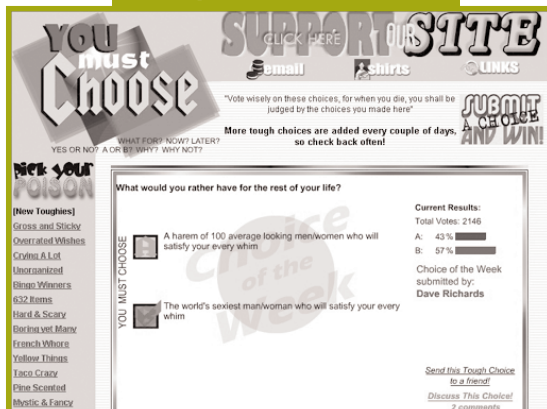 YOU
must
Choose
SUPPORT OUR SITE
CLICK HERE
email
shirts
LINKS
"Vote wisely on these choices, for when you die, you shall be
judged by the choices you made here"
More tough choices are added every couple of days,
so check back often!
SUBMIT
A CHOICE
AND WIN!
WHAT FOR? NOW? LATER?
YES OR NO? A OR B? WHY? WHY NOT?
PICK YOUR
POISON
[New Toughies]
Gross and Sticky
Overrated Wishes
Crying A Lot
Unorganized
Bingo Winners
632 Items
Hard & Scary
Boring yet Many
French Whore
Yellow Things
Taco Crazy
Pine Scented
Mystic & Fancy
What would you rather have for the rest of your life?
YOU MUST CHOOSE
A harem of 100 average looking men/women who will
satisfy your every whim
The world's sexiest man/woman who will satisfy your every
whim
Choice
of the
Week
Current Results:
Total Votes: 2146
A: 43%
B: 57%
Choice of the Week
submitted by:
Dave Richards
Send this Tough Choice
to a friend!
Discuss This Choice!
2 comments